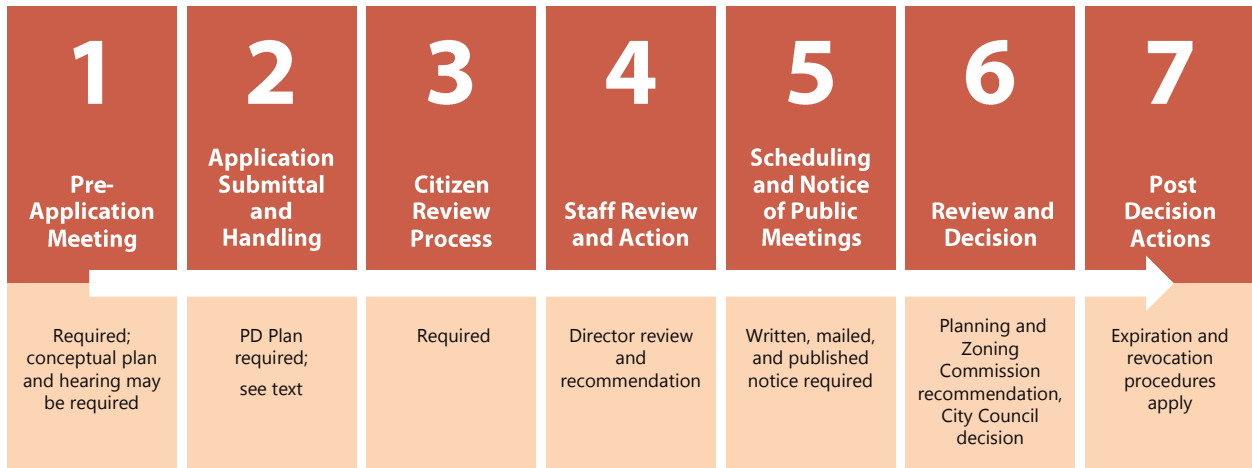 1
Pre-
Application
Meeting
Required;
conceptual plan
and hearing may
be required
2
Application
Submittal
and
Handling
PD Plan
required;
see text
3
Citizen
Review
Process
Required
4
Staff Review
and Action
Director review
and
recommendation
5
Scheduling
and Notice
of Public
Meetings
Written, mailed,
and published
notice required
6
Review and
Decision
Planning and
Zoning
Commission
recommendation,
City Council
decision
7
Post
Decision
Actions
Expiration and
revocation
procedures
apply